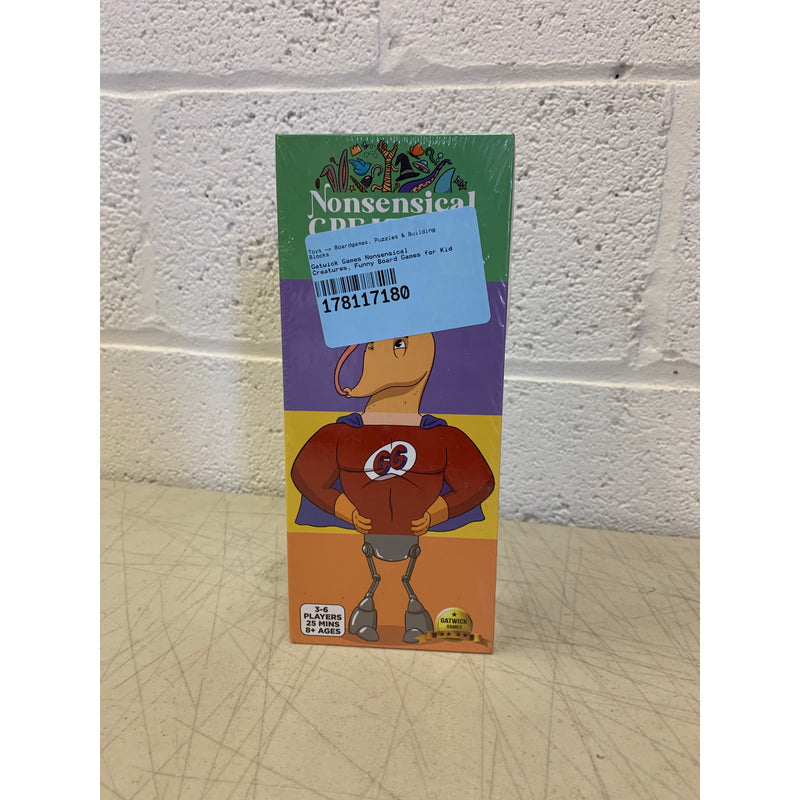 Nonsensical
Toys -> Boardgames, Puzzles & Building
Blocks
Gatwick Games Nonsensical
Creatures, Funny Board Games for Kid
178117180
GG
3-6
PLAYERS
25 MINS
8+ AGES
GATWICK
GAMES